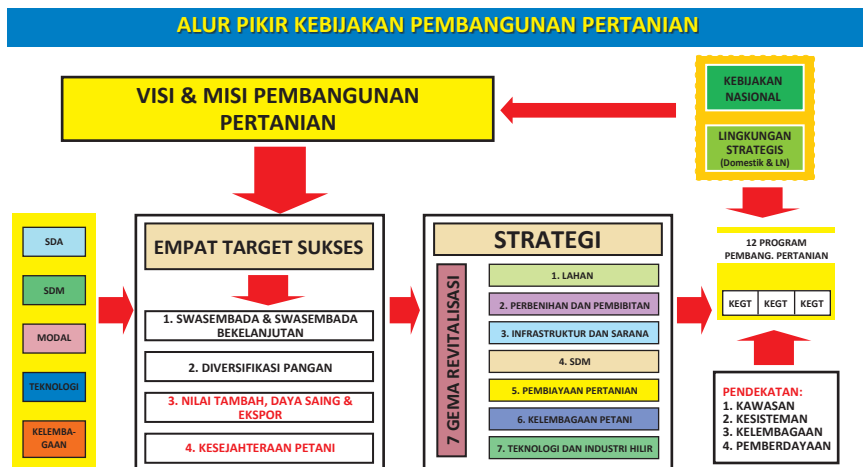 ALUR PIKIR KEBIJAKAN PEMBANGUNAN PERTANIAN
VISI & MISI PEMBANGUNAN
PERTANIAN
KEBIJAKAN
NASIONAL
LINGKUNGAN
STRATEGIS
(Domestik & LN)
SDA
SDM
MODAL
TEKNOLOGI
KELEMBA-
GAAN
EMPAT TARGET SUKSES
1. SWASEMBADA & SWASEMBADA
BEKELANJUTAN
2. DIVERSIFIKASI PANGAN
3. NILAI TAMBAH, DAYA SAING &
EKSPOR
4. KESEJAHTERAAN PETANI
STRATEGI
7 GEMA REVITALISASI
1. LAHAN
2. PERBENIHAN DAN PEMBIBITAN
3. INFRASTRUKTUR DAN SARANA
4. SDM
5. PEMBIAYAAN PERTANIAN
6. KELEMBAGAAN PETANI
7. TEKNOLOGI DAN INDUSTRI HILIR
12 PROGRAM
PEMBANG. PERTANIAN
KEGT KEGT KEGT
PENDEKATAN:
1. KAWASAN
2. KESISTEMAN
3. KELEMBAGAAN
4. PEMBERDAYAAN